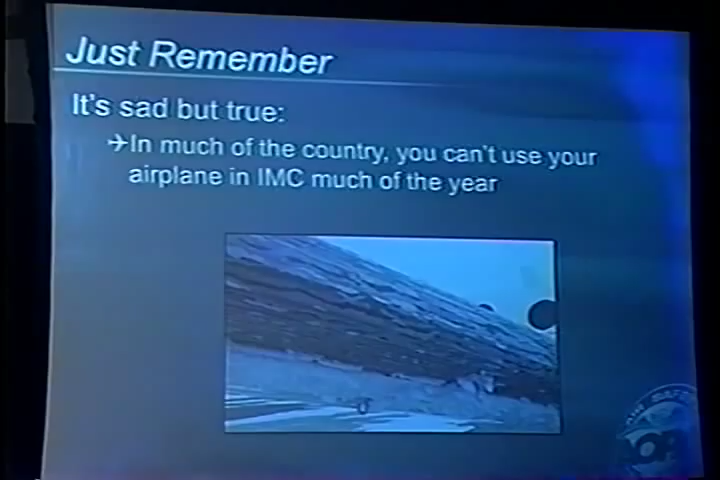 Just Remember
It's sad but true:
✈In much of the country, you can't use your
airplane in IMC much of the year